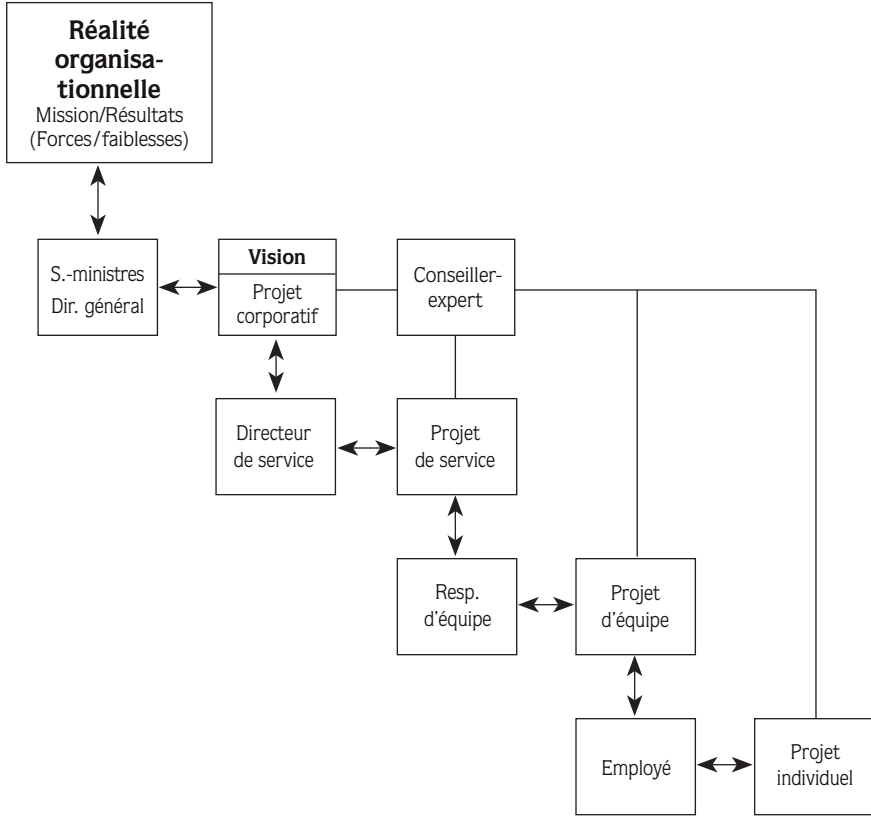 Réalité
organisa-
tionnelle
Mission/Résultats
(Forces/faiblesses)
S.-ministres
Dir. général
Vision
Projet
corporatif
Conseiller-
expert
Directeur
de service
Projet
de service
Resp.
d'équipe
Projet
d'équipe
Employé
Projet
individuel